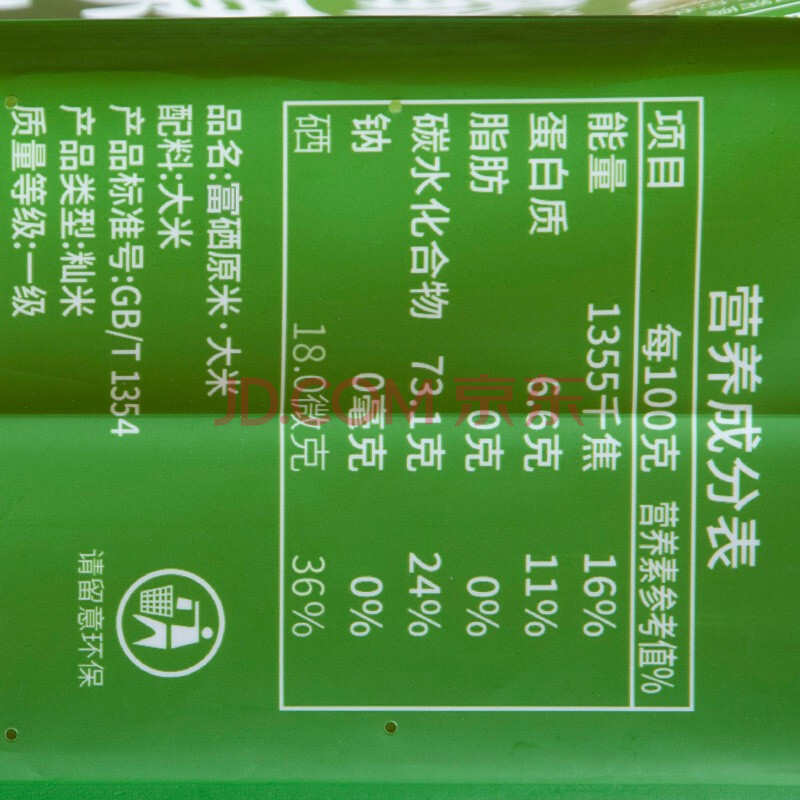 营养成分表
项目 每100克 营养素参考值%
能量 1355千焦 16%
蛋白质 6.6克 11%
脂肪 0克 0%
碳水化合物 73.1克 24%
钠 0毫克 0%
硒 18.0微克 36%
品名:富硒原米·大米
配料:大米
产品标准号:GB/T 1354
产品类型:籼米
质量等级:一级
请留意环保
JD.COM 京东